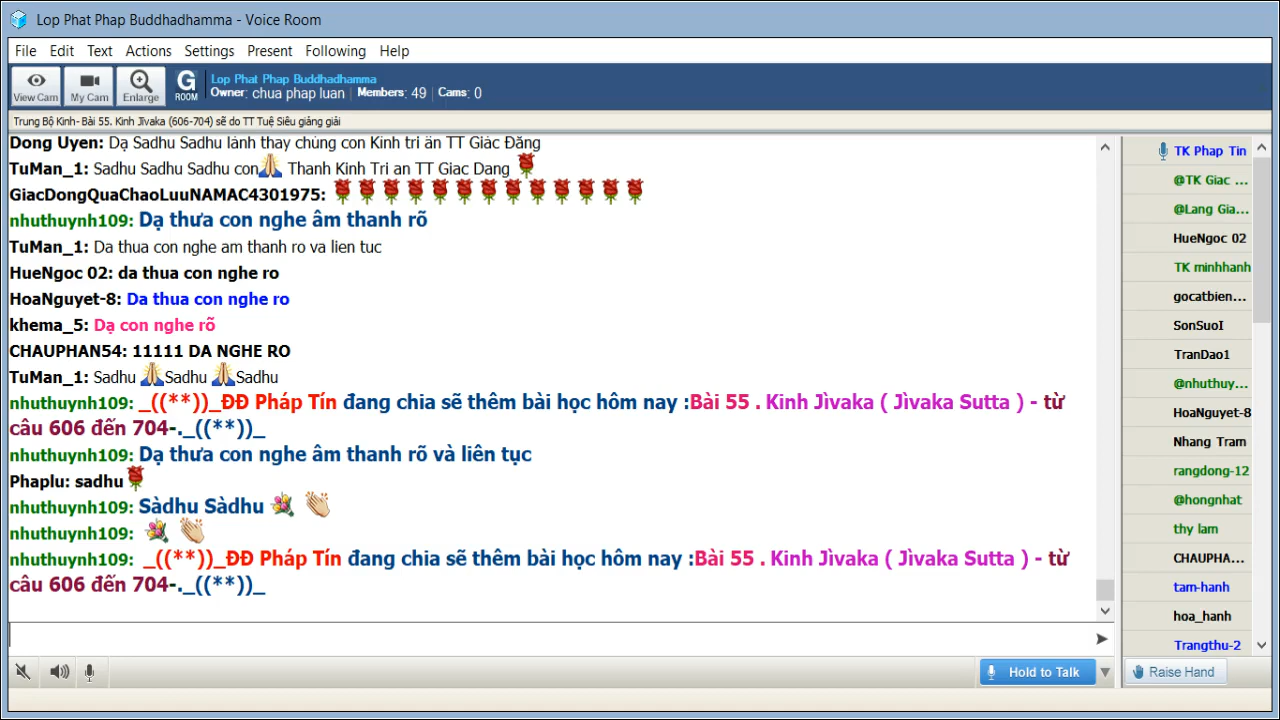 Lop Phat Phap Buddhadhamma - Voice Room
File Edit Text Actions Settings Present Following Help
View Cam My Cam Enlarge G ROOM
Lop Phat Phap Buddhadhamma
Owner: chua phap luan Members: 49 Cams: 0
Trung Bộ Kinh- Bài 55. Kinh Jīvaka (606-704) sẽ do TT Tuệ Siêu giảng giải
Dong Uyen: Dạ Sadhu Sadhu lành thay chúng con Kính tri ân TT Giác Đăng
TuMan_1: Sadhu Sadhu Sadhu con🙏 Thanh Kinh Tri an TT Giac Dang 🌹
GiacDongQuaChaoLuuNAMAC4301975: 🌹🌹🌹🌹🌹🌹🌹🌹🌹🌹🌹🌹🌹
nhuthuynh109: Dạ thưa con nghe âm thanh rõ
TuMan_1: Da thua con nghe am thanh ro va lien tuc
HueNgoc 02: da thua con nghe ro
HoaNguyet-8: Da thua con nghe ro
khema_5: Dạ con nghe rõ
CHAUPHAN54: 11111 DA NGHE RO
TuMan_1: Sadhu 🙏Sadhu 🙏Sadhu
nhuthuynh109: _((**))_ĐĐ Pháp Tín đang chia sẽ thêm bài học hôm nay :Bài 55 . Kinh Jìvaka ( Jìvaka Sutta ) - từ
câu 606 đến 704-._((**))_
nhuthuynh109: Dạ thưa con nghe âm thanh rõ và liên tục
Phaplu: sadhu🌹
nhuthuynh109: Sàdhu Sàdhu 💐 👏
nhuthuynh109: 💐 👏
nhuthuynh109: _((**))_ĐĐ Pháp Tín đang chia sẽ thêm bài học hôm nay :Bài 55 . Kinh Jìvaka ( Jìvaka Sutta ) - từ
câu 606 đến 704-._((**))_
TK Phap Tin
@TK Giac ...
@Lang Gia...
HueNgoc 02
TK minhhanh
gocatbien...
SonSuoI
TranDao1
@nhuthuy...
HoaNguyet-8
Nhang Tram
rangdong-12
@hongnhat
thy lam
CHAUPHA...
tam-hanh
hoa_hanh
Trangthu-2
Hold to Talk
Raise Hand